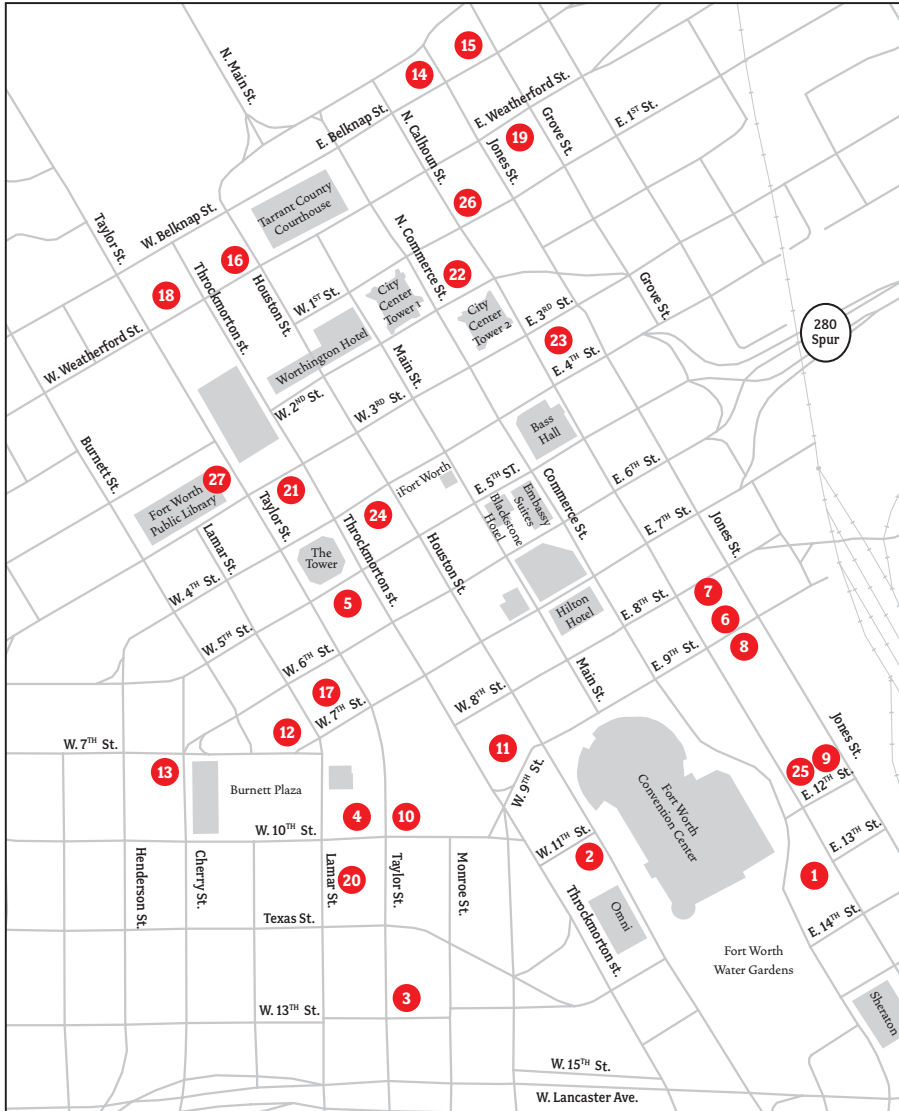 15
14
N. Main St.
E. Belknap St.
N. Calhoun St.
E. Weatherford St.
19
Jones St.
Grove St.
E. 1ST St.
Tarrant County
Courthouse
26
Taylor St.
W. Belknap St.
16
18
Throckmorton st.
Houston St.
N. Commerce St.
22
W. 1ST St.
City
Center
Tower 1
City
Center
Tower 2
Grove St.
W. Weatherford St.
Worthington Hotel
Main St.
E. 3RD St.
23
E. 4TH St.
280
Spur
W. 2ND St.
W. 3RD St.
Burnett St.
Bass
Hall
27
Fort Worth
Public Library
21
Taylor St.
iFort Worth
E. 5TH ST.
Embassy
Suites
Blackstone
Hotel
Commerce St.
E. 6TH St.
24
Lamar St.
Throckmorton st.
Houston St.
E. 7TH St.
Jones St.
The
Tower
W. 4TH St.
5
7
Hilton
Hotel
E. 8TH St.
6
W. 5TH St.
8
E. 9TH St.
W. 6TH St.
17
Main St.
W. 8TH St.
W. 7TH St.
12
11
W. 7TH St.
13
Jones St.
9
25
E. 12TH St.
W. 9TH St.
Fort Worth
Convention Center
Burnett Plaza
4
10
W. 10TH St.
E. 13TH St.
W. 11TH St.
2
1
Henderson St.
Cherry St.
Lamar St.
20
Taylor St.
Monroe St.
Throckmorton st.
Omni
Texas St.
E. 14TH St.
Fort Worth
Water Gardens
3
W. 13TH St.
Sheraton
W. 15TH St.
W. Lancaster Ave.